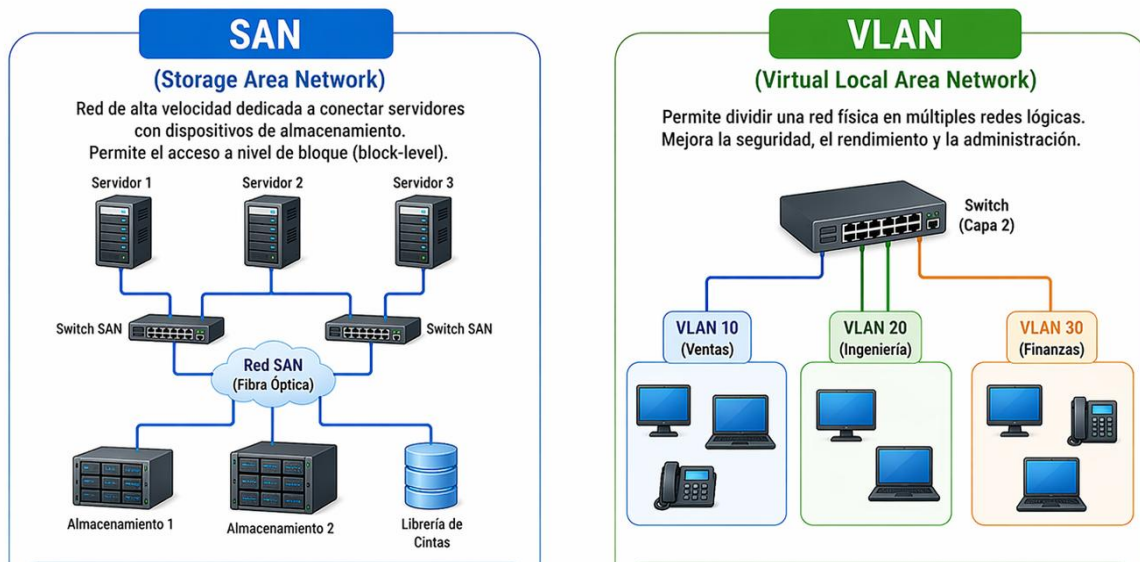 SAN
(Storage Area Network)
Red de alta velocidad dedicada a conectar servidores
con dispositivos de almacenamiento.
Permite el acceso a nivel de bloque (block-level).
Servidor 1
Servidor 2
Servidor 3
Switch SAN
Switch SAN
Red SAN
(Fibra Óptica)
Almacenamiento 1
Almacenamiento 2
Librería de
Cintas
VLAN
(Virtual Local Area Network)
Permite dividir una red física en múltiples redes lógicas.
Mejora la seguridad, el rendimiento y la administración.
Switch
(Capa 2)
VLAN 10
(Ventas)
VLAN 20
(Ingeniería)
VLAN 30
(Finanzas)